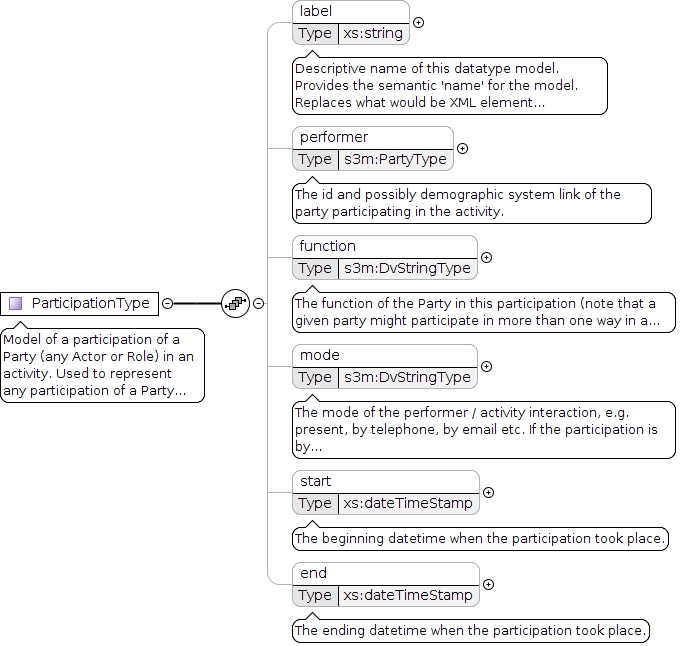 label
Type xs:string
Descriptive name of this datatype model.
Provides the semantic 'name' for the model.
Replaces what would be XML element...
performer
Type s3m:PartyType
The id and possibly demographic system link of the
party participating in the activity.
function
Type s3m:DvStringType
The function of the Party in this participation (note that a
given party might participate in more than one way in a...
ParticipationType
Model of a participation of a
Party (any Actor or Role) in an
activity. Used to represent
any participation of a Party...
mode
Type s3m:DvStringType
The mode of the performer / activity interaction, e.g.
present, by telephone, by email etc. If the participation is
by...
start
Type xs:dateTimeStamp
The beginning datetime when the participation took place.
end
Type xs:dateTimeStamp
The ending datetime when the participation took place.